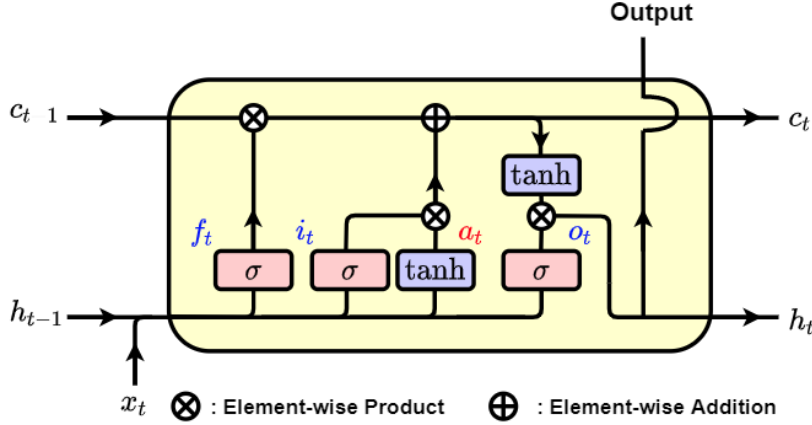 Output
c_{t-1}
c_t
tanh
f_t
i_t
a_t
o_t
σ
σ
tanh
σ
h_{t-1}
h_t
x_t
⊗ : Element-wise Product
⊕ : Element-wise Addition